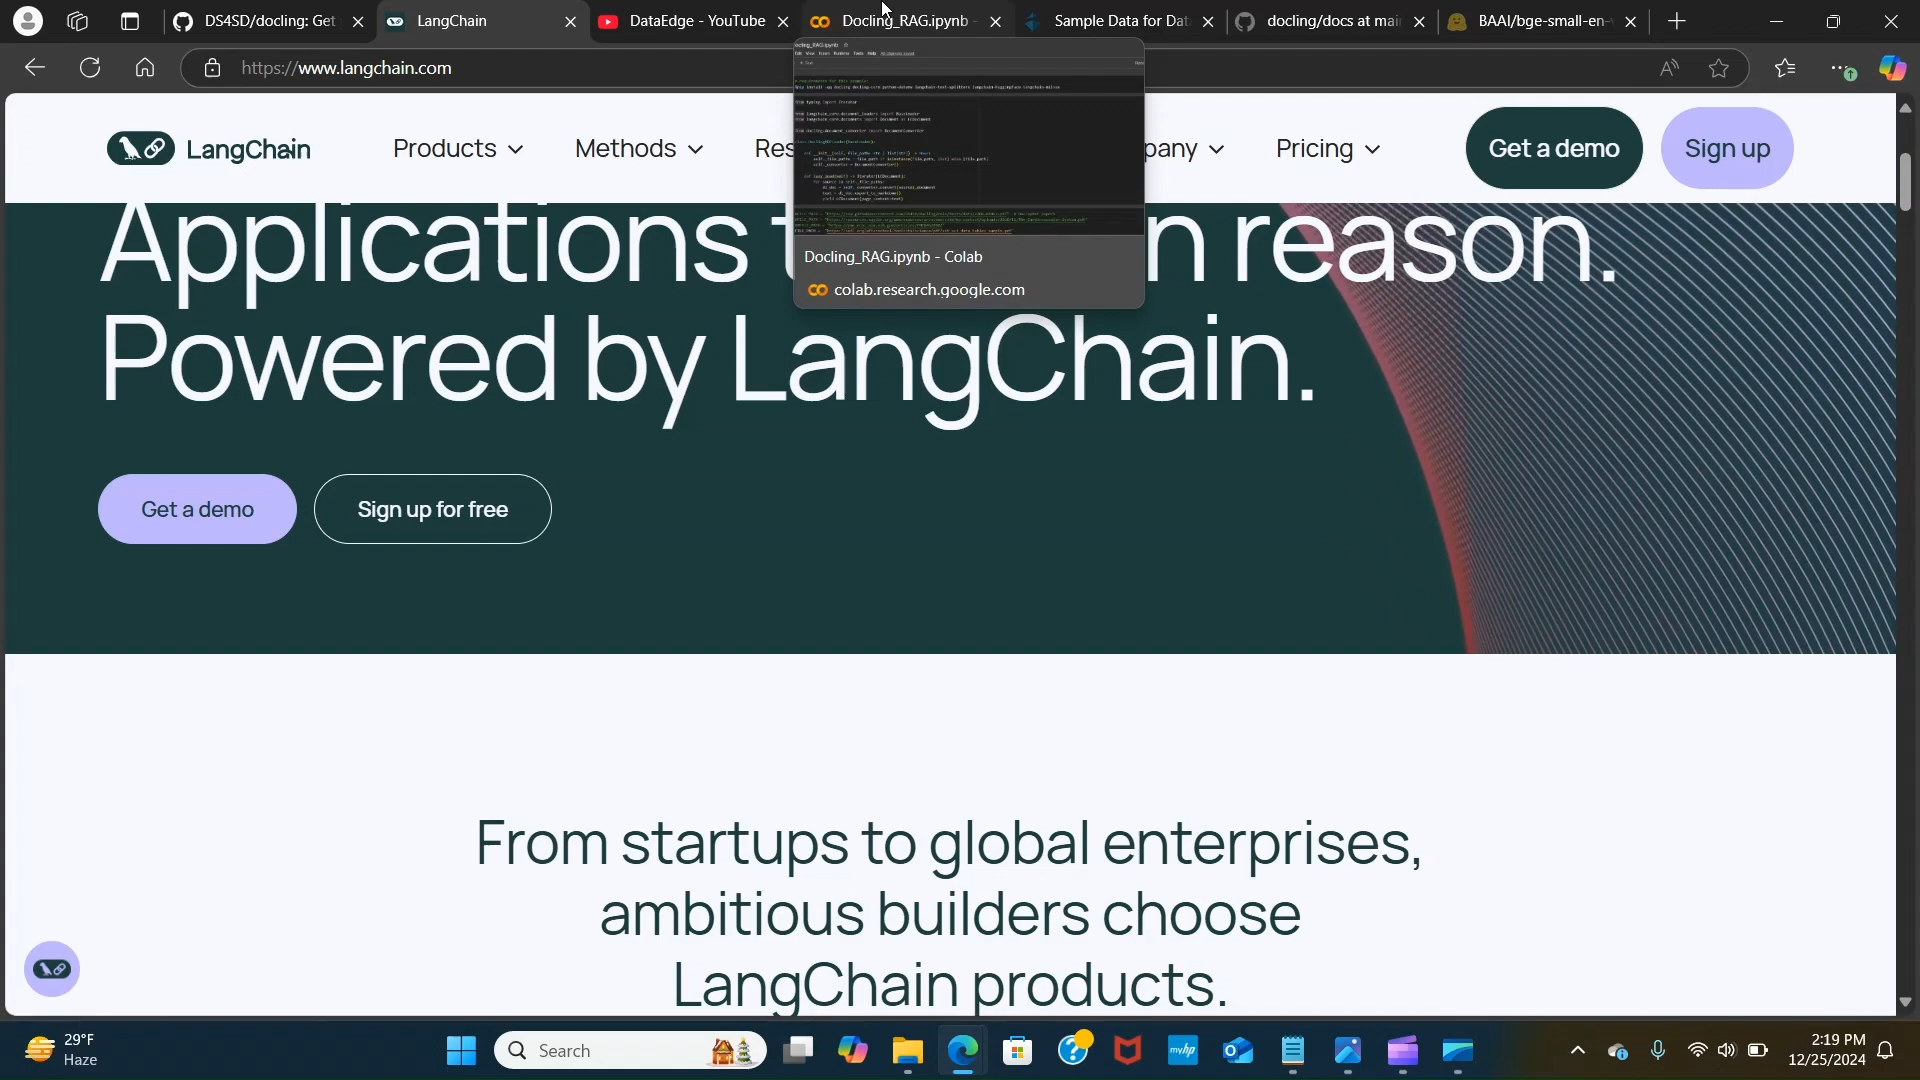 DS4SD/docling: Get
LangChain
DataEdge - YouTube
Docling_RAG.ipynb -
Sample Data for Dat
docling/docs at mai
BAAI/bge-small-en-
https://www.langchain.com
LangChain
Products
Methods
Res
pany
Pricing
Get a demo
Sign up
Applications t
n reason.
Powered by LangChain.
Docling_RAG.ipynb - Colab
colab.research.google.com
Get a demo
Sign up for free
From startups to global enterprises,
ambitious builders choose
LangChain products.
29°F
Haze
Search
myhp
2:19 PM
12/25/2024